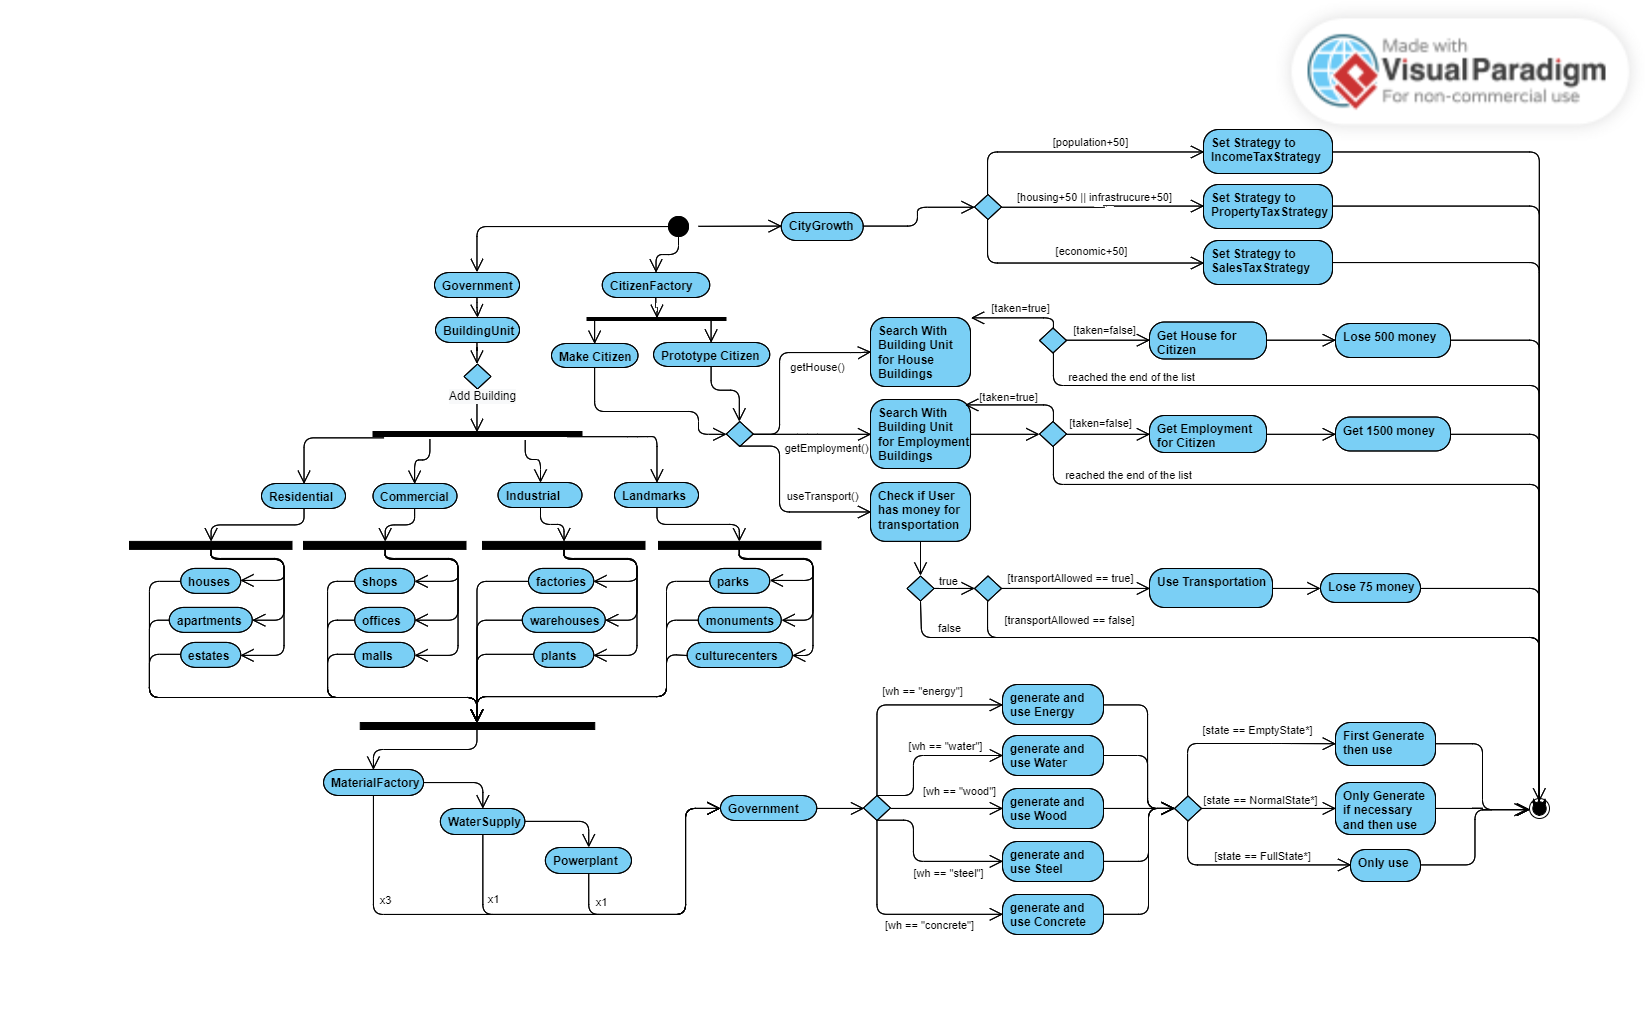 Made with
Visual Paradigm
For non-commercial use
[population+50]
Set Strategy to
IncomeTaxStrategy
[housing+50 || infrastrucure+50]
Set Strategy to
PropertyTaxStrategy
CityGrowth
[economic+50]
Set Strategy to
SalesTaxStrategy
Government
CitizenFactory
BuildingUnit
Make Citizen
Prototype Citizen
Add Building
getHouse()
Search With
Building Unit
for House
Buildings
[taken=true]
[taken=false]
Get House for
Citizen
Lose 500 money
reached the end of the list
getEmployment()
Search With
Building Unit
for Employment
Buildings
[taken=true]
[taken=false]
Get Employment
for Citizen
Get 1500 money
reached the end of the list
useTransport()
Check if User
has money for
transportation
Residential
Commercial
Industrial
Landmarks
houses
shops
factories
parks
apartments
offices
warehouses
monuments
estates
malls
plants
culturecenters
true
[transportAllowed == true]
Use Transportation
Lose 75 money
false
[transportAllowed == false]
MaterialFactory
WaterSupply
Powerplant
x3
x1
x1
Government
[wh == "energy"]
generate and
use Energy
[wh == "water"]
generate and
use Water
[wh == "wood"]
generate and
use Wood
[wh == "steel"]
generate and
use Steel
[wh == "concrete"]
generate and
use Concrete
[state == EmptyState*]
First Generate
then use
[state == NormalState*]
Only Generate
if necessary
and then use
[state == FullState*]
Only use